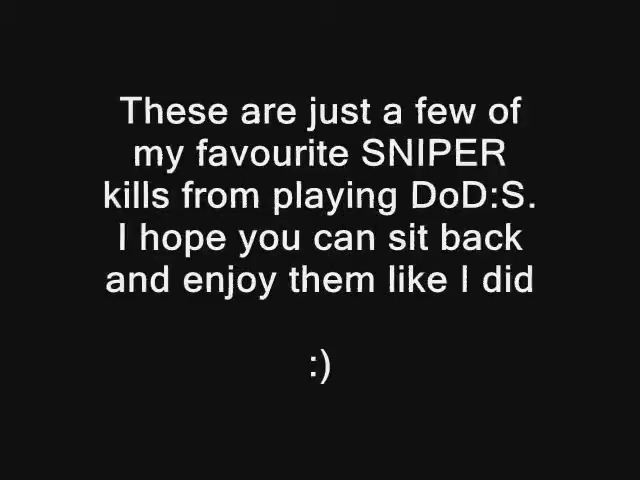 These are just a few of
my favourite SNIPER
kills from playing DoD:S.
I hope you can sit back
and enjoy them like I did
:)